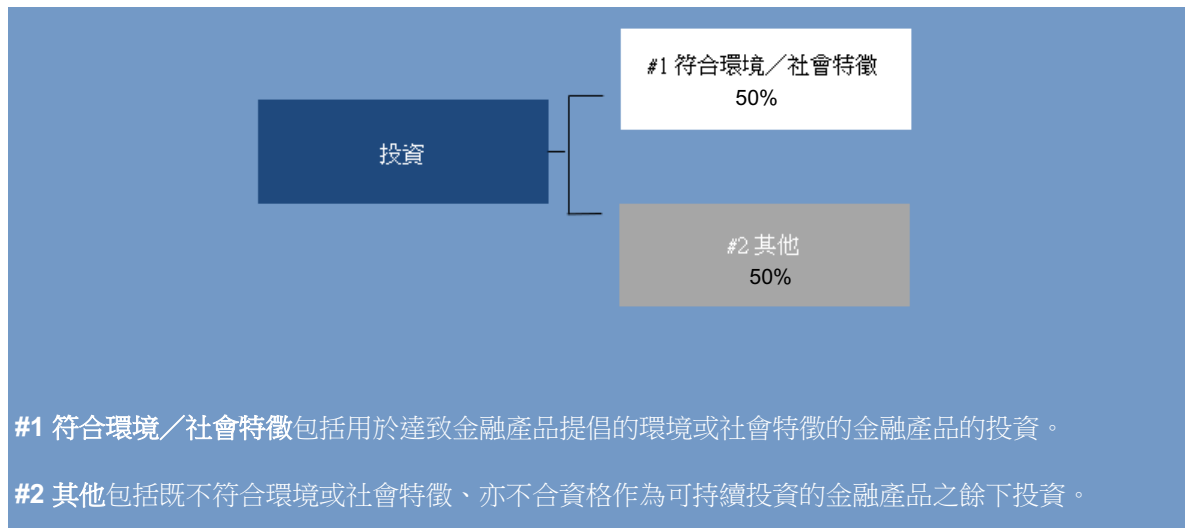 #1 符合環境／社會特徵
50%
投資
#2 其他
50%
#1 符合環境／社會特徵包括用於達致金融產品提倡的環境或社會特徵的金融產品的投資。
#2 其他包括既不符合環境或社會特徵、亦不合資格作為可持續投資的金融產品之餘下投資。